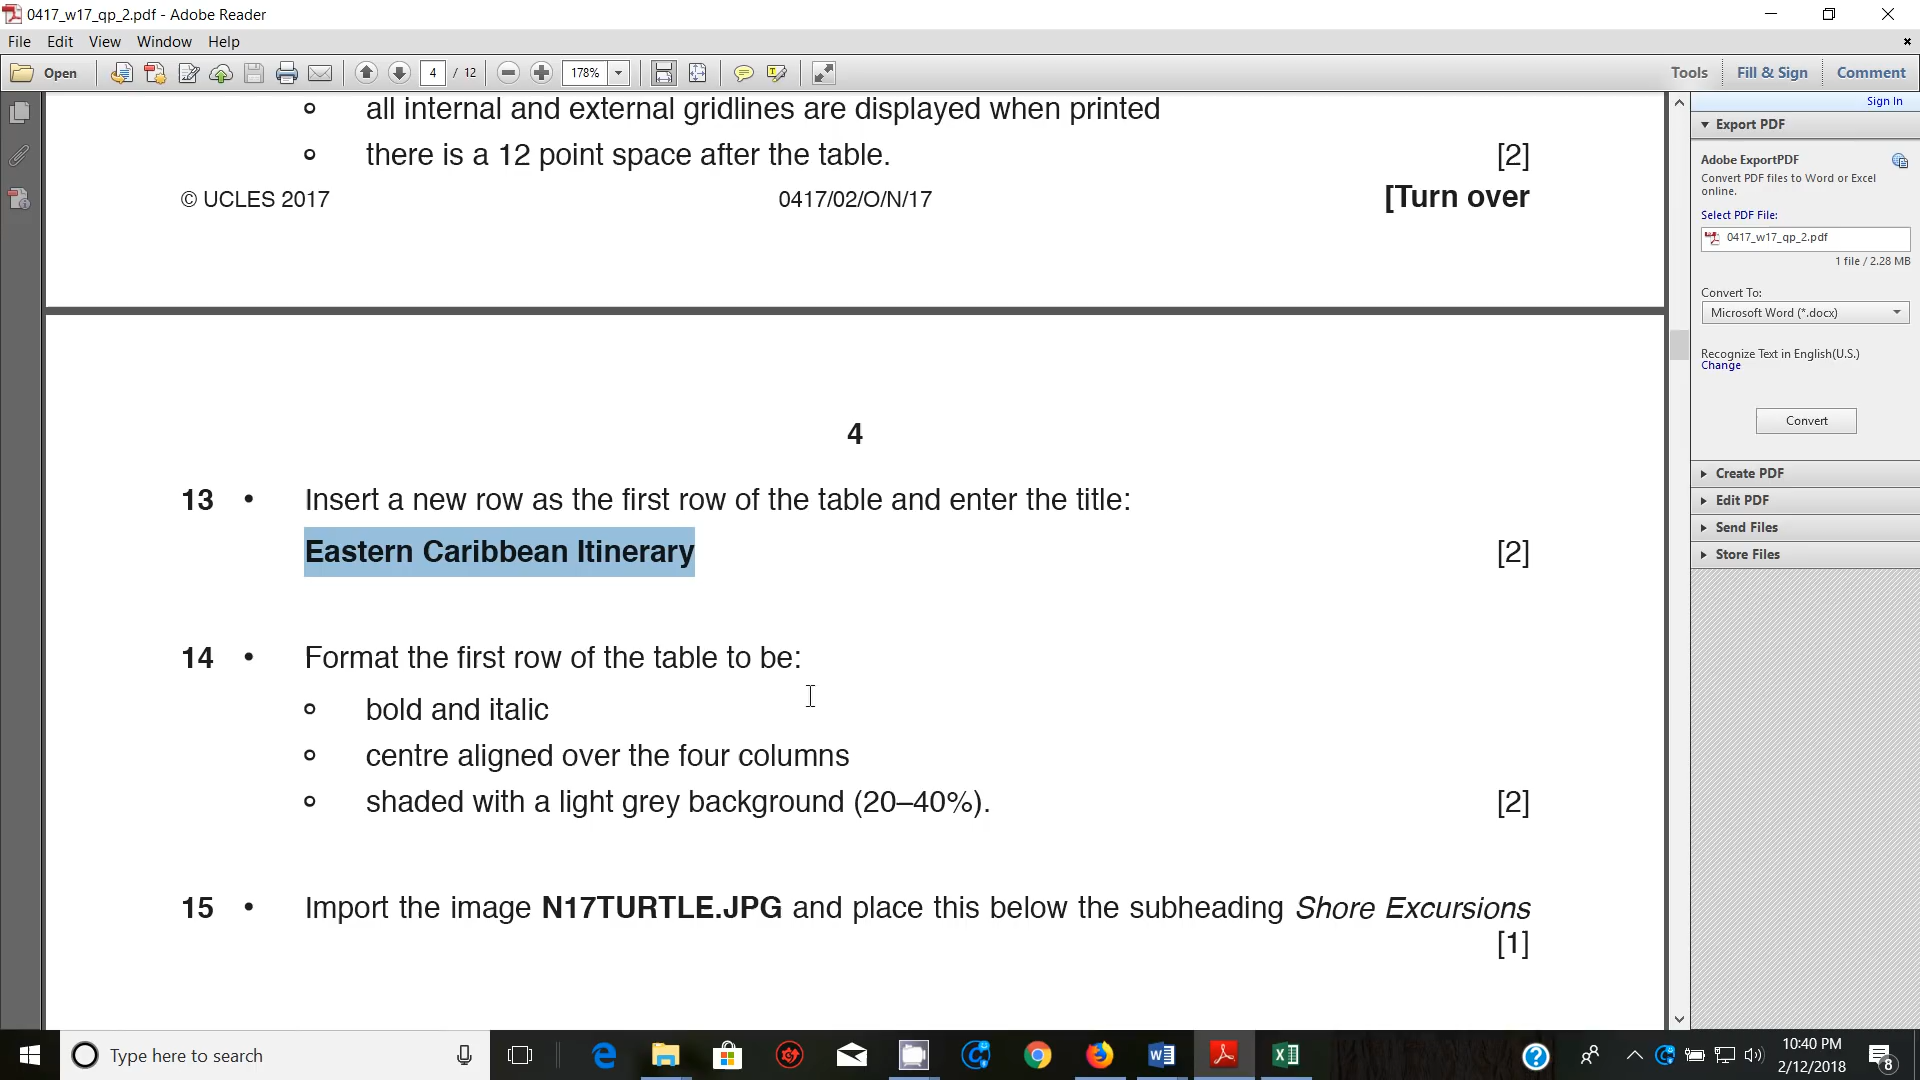 0417_w17_qp_2.pdf - Adobe Reader
File Edit View Window Help
Open 4 / 12 178% Tools Fill & Sign Comment
all internal and external gridlines are displayed when printed
there is a 12 point space after the table. [2]
© UCLES 2017 0417/02/O/N/17 [Turn over
4
13 • Insert a new row as the first row of the table and enter the title:
Eastern Caribbean Itinerary [2]
14 • Format the first row of the table to be:
bold and italic
centre aligned over the four columns
shaded with a light grey background (20–40%). [2]
15 • Import the image N17TURTLE.JPG and place this below the subheading Shore Excursions
[1]
Sign In
Export PDF
Adobe ExportPDF
Convert PDF files to Word or Excel
online.
Select PDF File:
0417_w17_qp_2.pdf
1 file / 2.28 MB
Convert To:
Microsoft Word (*.docx)
Recognize Text in English(U.S.)
Change
Convert
Create PDF
Edit PDF
Send Files
Store Files
Type here to search
10:40 PM
2/12/2018
8